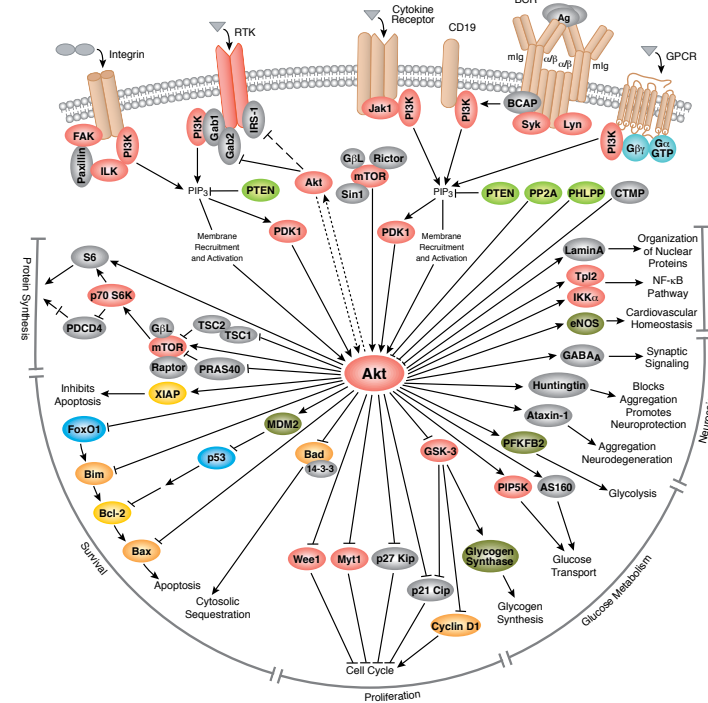 Cytokine
Receptor
Ag
Integrin
RTK
CD19
mIg
α/β
α/β
mIg
GPCR
FAK
Paxillin
ILK
PI3K
PI3K
Gab1
Gab2
IRS-1
Jak1
PI3K
PI3K
BCAP
Syk
Lyn
PI3K
Gβγ
Gα
GTP
PIP3
PTEN
Akt
GβL
Rictor
mTOR
Sin1
PIP3
PTEN
PP2A
PHLPP
CTMP
PDK1
Membrane
Recruitment
and Activation
PDK1
Membrane
Recruitment
and Activation
Protein Synthesis
S6
p70 S6K
PDCD4
GβL
mTOR
Raptor
TSC2
TSC1
PRAS40
LaminA
Organization
of Nuclear
Proteins
Tpl2
IKKα
NF-κB
Pathway
eNOS
Cardiovascular
Homeostasis
GABAA
Synaptic
Signaling
Akt
Huntingtin
Blocks
Aggregation
Promotes
Neuroprotection
Ataxin-1
Aggregation
Neurodegeneration
Inhibits
Apoptosis
XIAP
FoxO1
MDM2
p53
Bim
Bcl-2
Bax
Apoptosis
Bad
14-3-3
Cytosolic
Sequestration
GSK-3
PFKFB2
Glycolysis
PIP5K
AS160
Glucose
Transport
Wee1
Myt1
p27 Kip
p21 Cip
Glycogen
Synthase
Glycogen
Synthesis
Cyclin D1
Cell Cycle
Survival
Proliferation
Glucose Metabolism